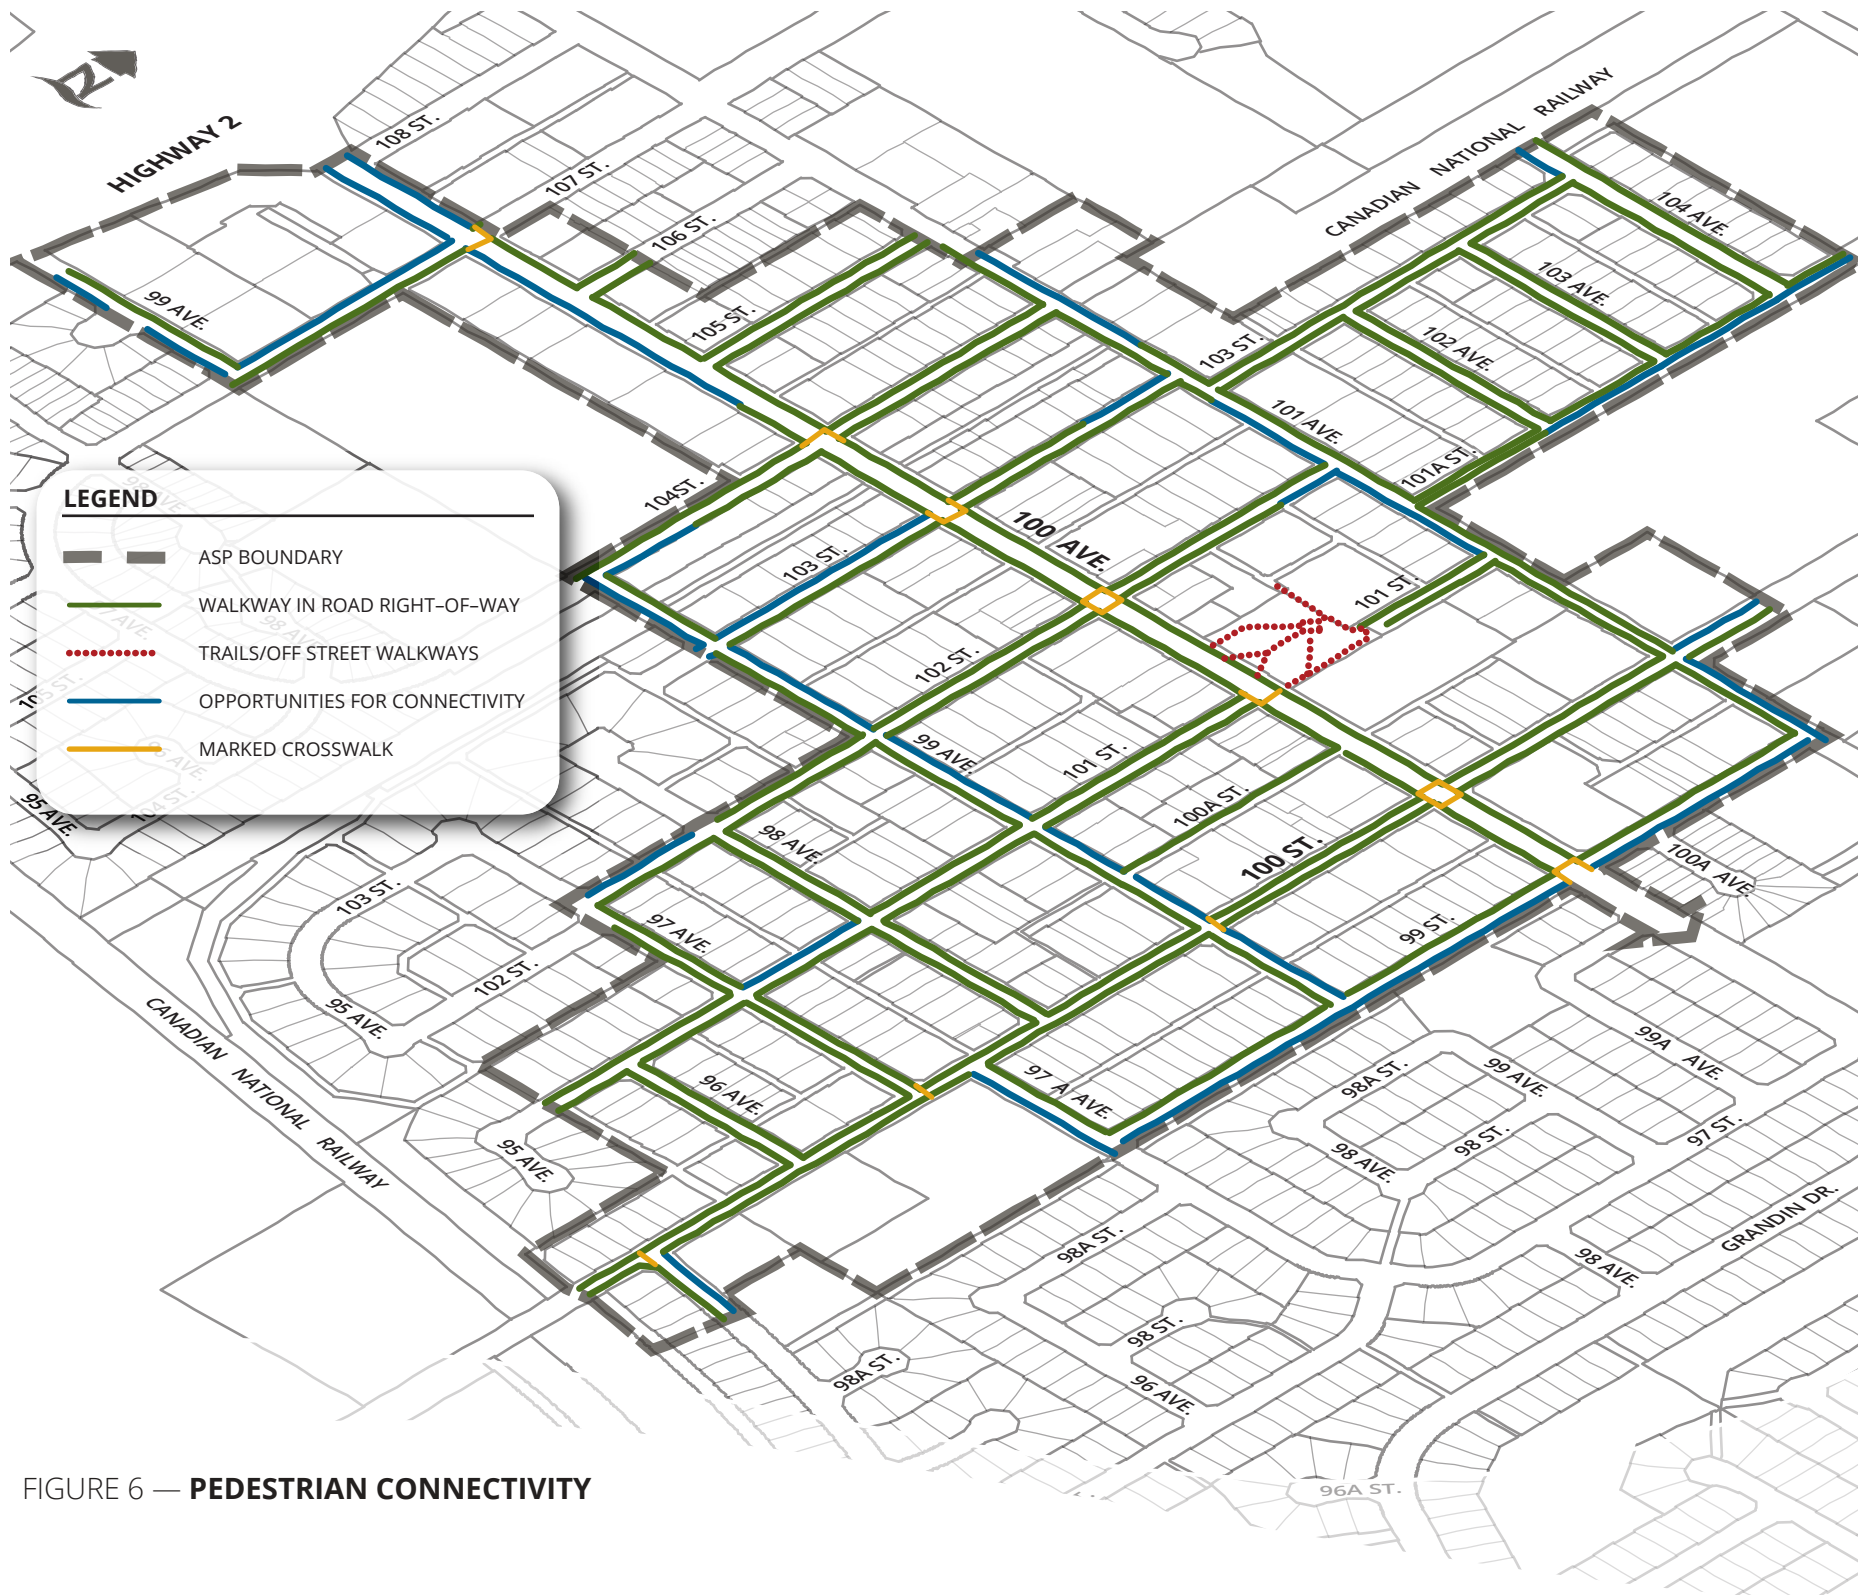 HIGHWAY 2
108 ST.
107 ST.
106 ST.
105 ST.
99 AVE.
CANADIAN NATIONAL RAILWAY
104 AVE.
103 AVE.
102 AVE.
103 ST.
101 AVE.
101A ST.
104 ST.
103 ST.
100 AVE.
101 ST.
102 ST.
99 AVE.
101 ST.
100A ST.
100 ST.
98 AVE.
97 AVE.
99 ST.
100A AVE.
97 A AVE.
96 AVE.
LEGEND
ASP BOUNDARY
WALKWAY IN ROAD RIGHT–OF–WAY
TRAILS/OFF STREET WALKWAYS
OPPORTUNITIES FOR CONNECTIVITY
MARKED CROSSWALK
98 AVE.
96 AVE.
104 ST.
95 AVE.
103 ST.
102 ST.
95 AVE.
95 AVE.
CANADIAN NATIONAL RAILWAY
99A AVE.
99 AVE.
98A ST.
98 ST.
97 ST.
98 AVE.
GRANDIN DR.
98 AVE.
98A ST.
98 ST.
98A ST.
96 AVE.
96A ST.
FIGURE 6 — PEDESTRIAN CONNECTIVITY